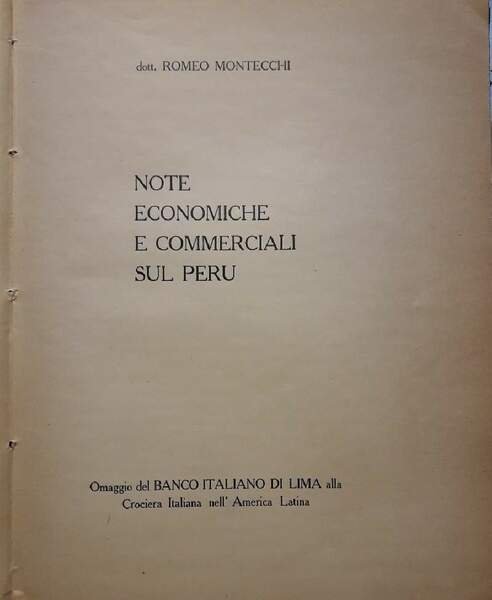 dott. ROMEO MONTECCHI
NOTE
ECONOMICHE
E COMMERCIALI
SUL PERU
Omaggio del BANCO ITALIANO DI LIMA alla
Crociera Italiana nell' America Latina